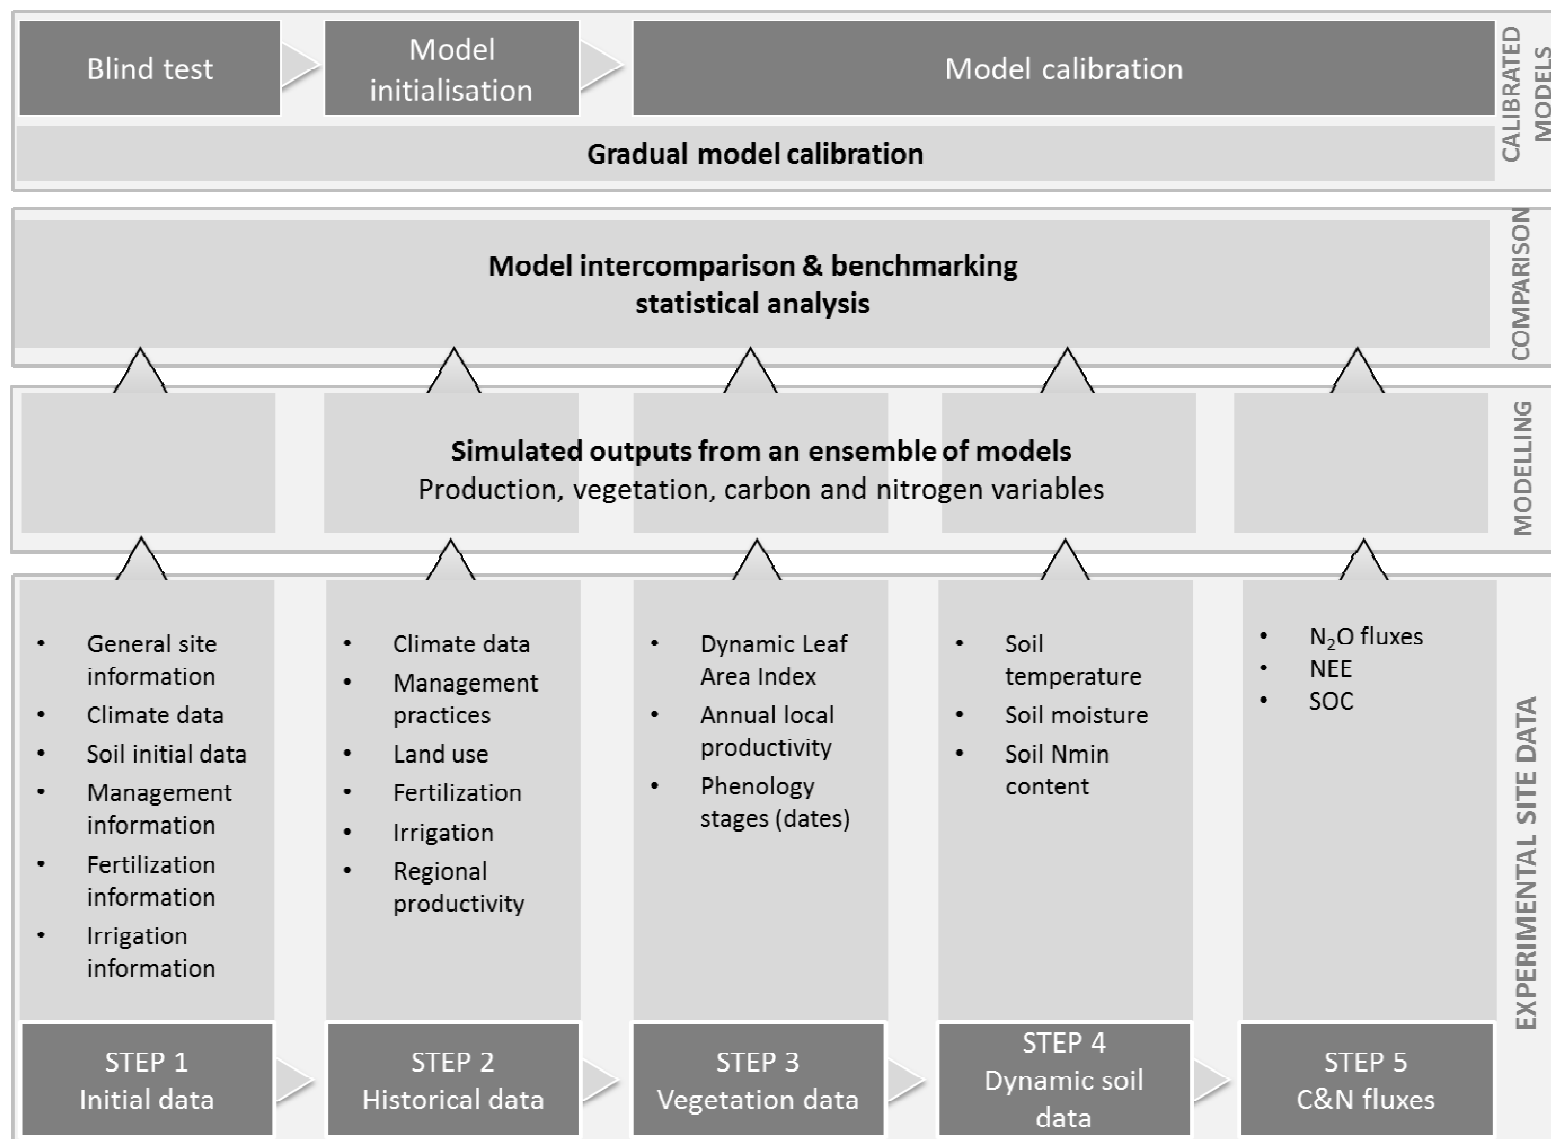 Blind test
Model
initialisation
Model calibration
Gradual model calibration
CALIBRATED
MODELS
Model intercomparison & benchmarking
statistical analysis
COMPARISON
Simulated outputs from an ensemble of models
Production, vegetation, carbon and nitrogen variables
MODELLING
• General site
information
• Climate data
• Soil initial data
• Management
information
• Fertilization
information
• Irrigation
information
• Climate data
• Management
practices
• Land use
• Fertilization
• Irrigation
• Regional
productivity
• Dynamic Leaf
Area Index
• Annual local
productivity
• Phenology
stages (dates)
• Soil
temperature
• Soil moisture
• Soil Nmin
content
• N₂O fluxes
• NEE
• SOC
EXPERIMENTAL SITE DATA
STEP 1
Initial data
STEP 2
Historical data
STEP 3
Vegetation data
STEP 4
Dynamic soil
data
STEP 5
C&N fluxes